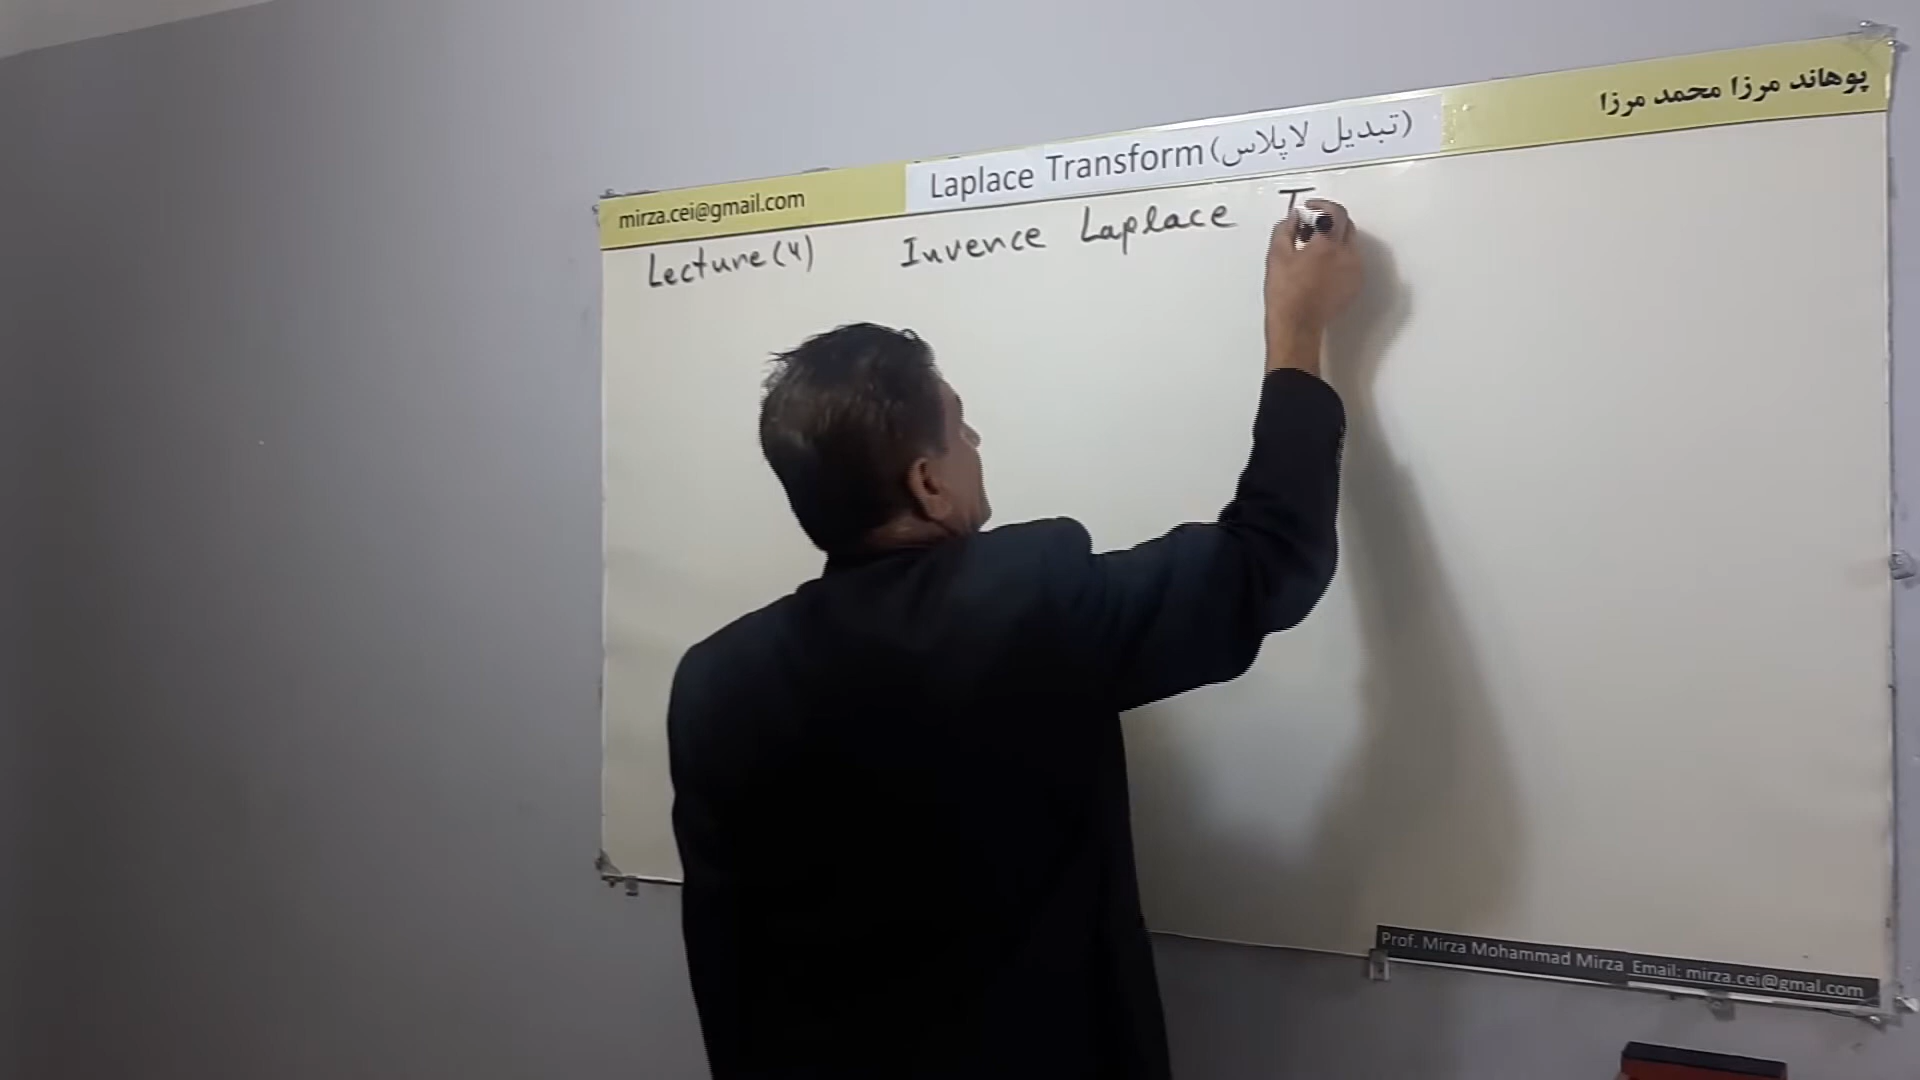 پوهاند مرزا محمد مرزا
Laplace Transform (تبدیل لاپلاس)
mirza.cei@gmail.com
Lecture (4) Invence Laplace T
Prof. Mirza Mohammad Mirza Email: mirza.cei@gmal.com